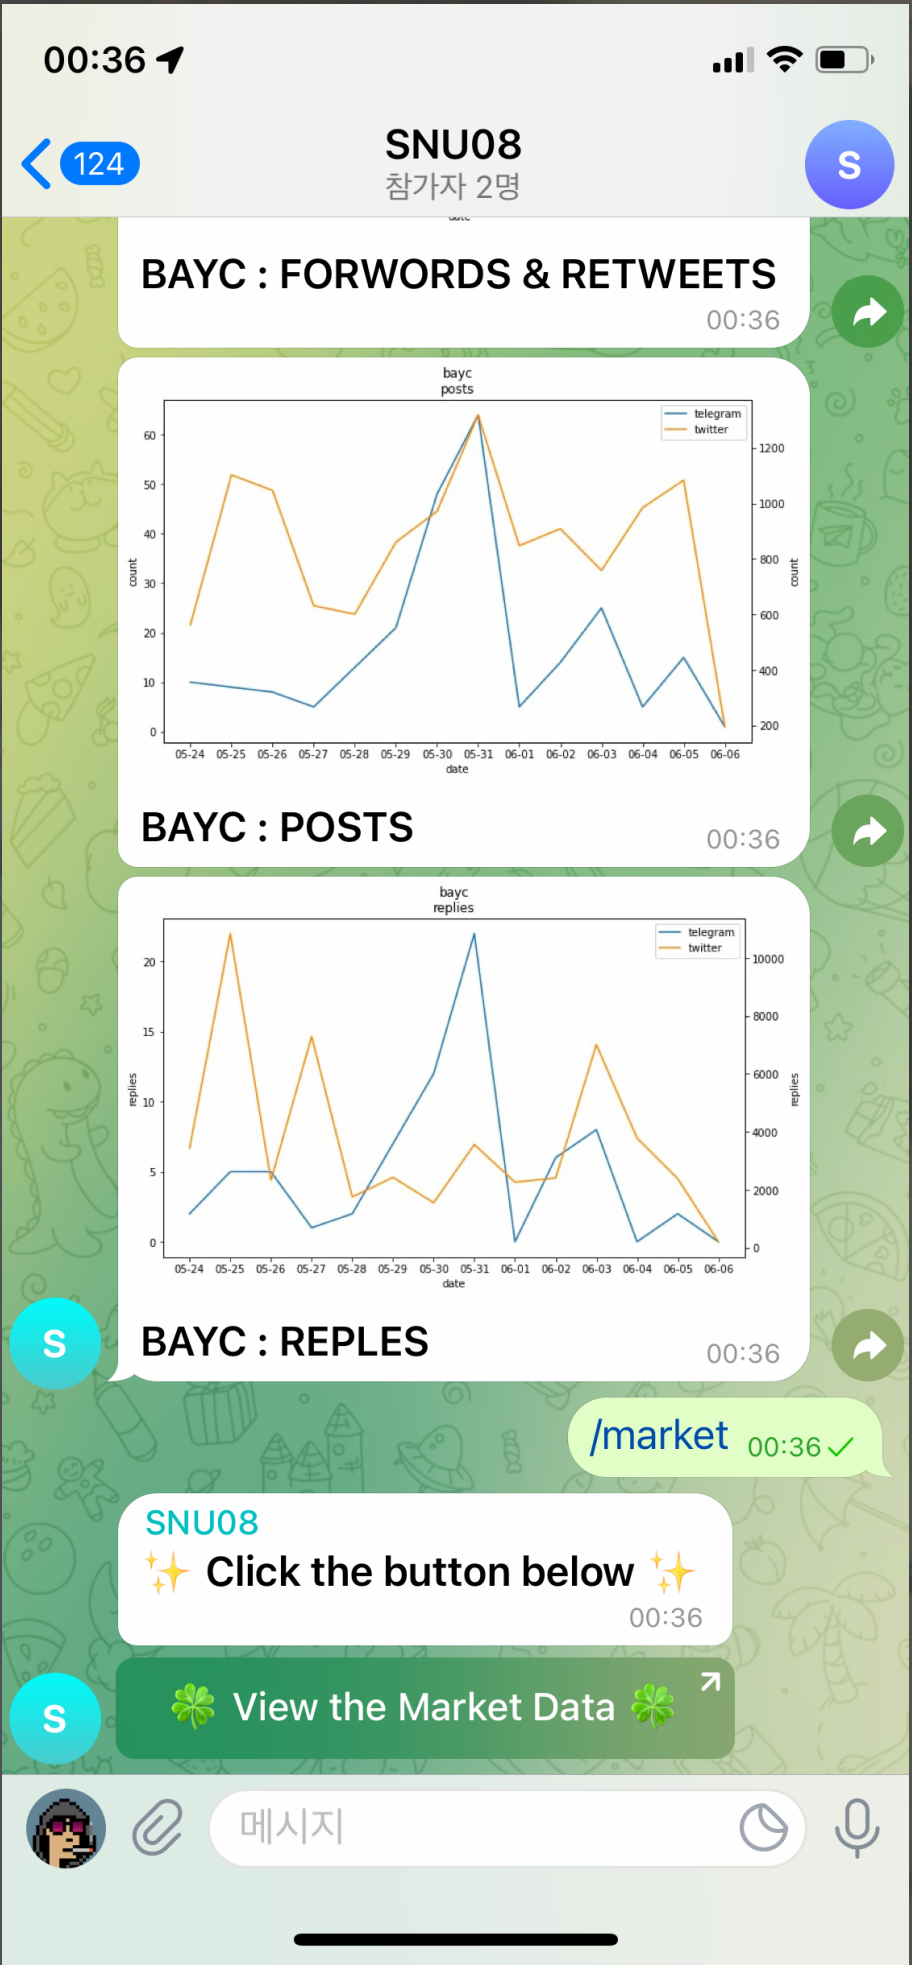 00:36
124
SNU08
참가자 2명
S
date
BAYC : FORWORDS & RETWEETS
00:36
bayc
posts
telegram
twitter
60
50
40
30
20
10
0
count
1200
1000
800
600
400
200
count
05-24 05-25 05-26 05-27 05-28 05-29 05-30 05-31 06-01 06-02 06-03 06-04 06-05 06-06
date
BAYC : POSTS
00:36
bayc
replies
telegram
twitter
20
15
10
5
0
replies
10000
8000
6000
4000
2000
0
replies
05-24 05-25 05-26 05-27 05-28 05-29 05-30 05-31 06-01 06-02 06-03 06-04 06-05 06-06
date
S
BAYC : REPLES
00:36
/market 00:36
SNU08
✨ Click the button below ✨
00:36
S
🍀 View the Market Data 🍀
메시지